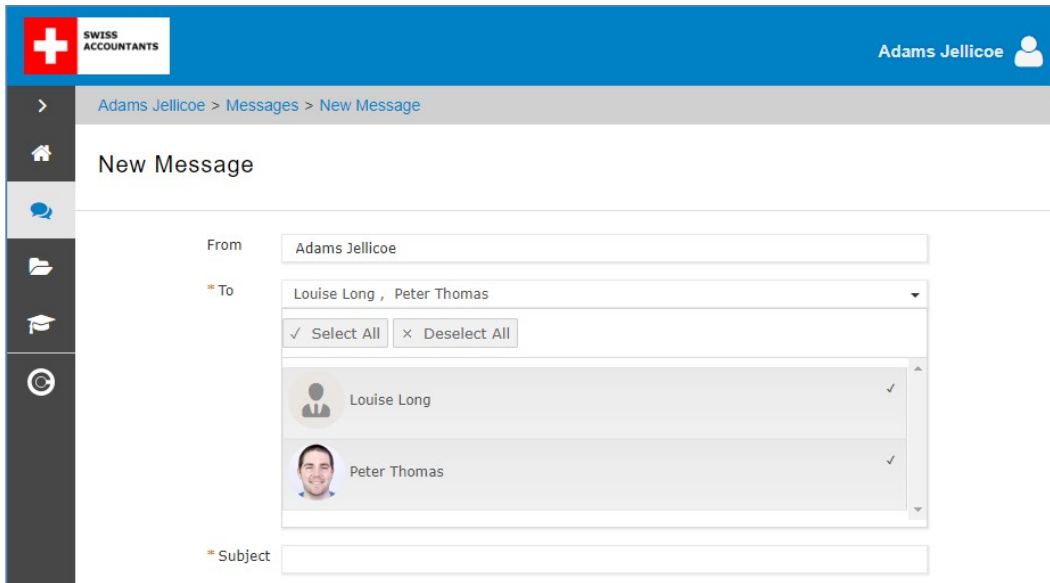 SWISS
ACCOUNTANTS
Adams Jellicoe
Adams Jellicoe > Messages > New Message
New Message
From Adams Jellicoe
* To Louise Long , Peter Thomas
✓ Select All × Deselect All
Louise Long ✓
Peter Thomas ✓
* Subject